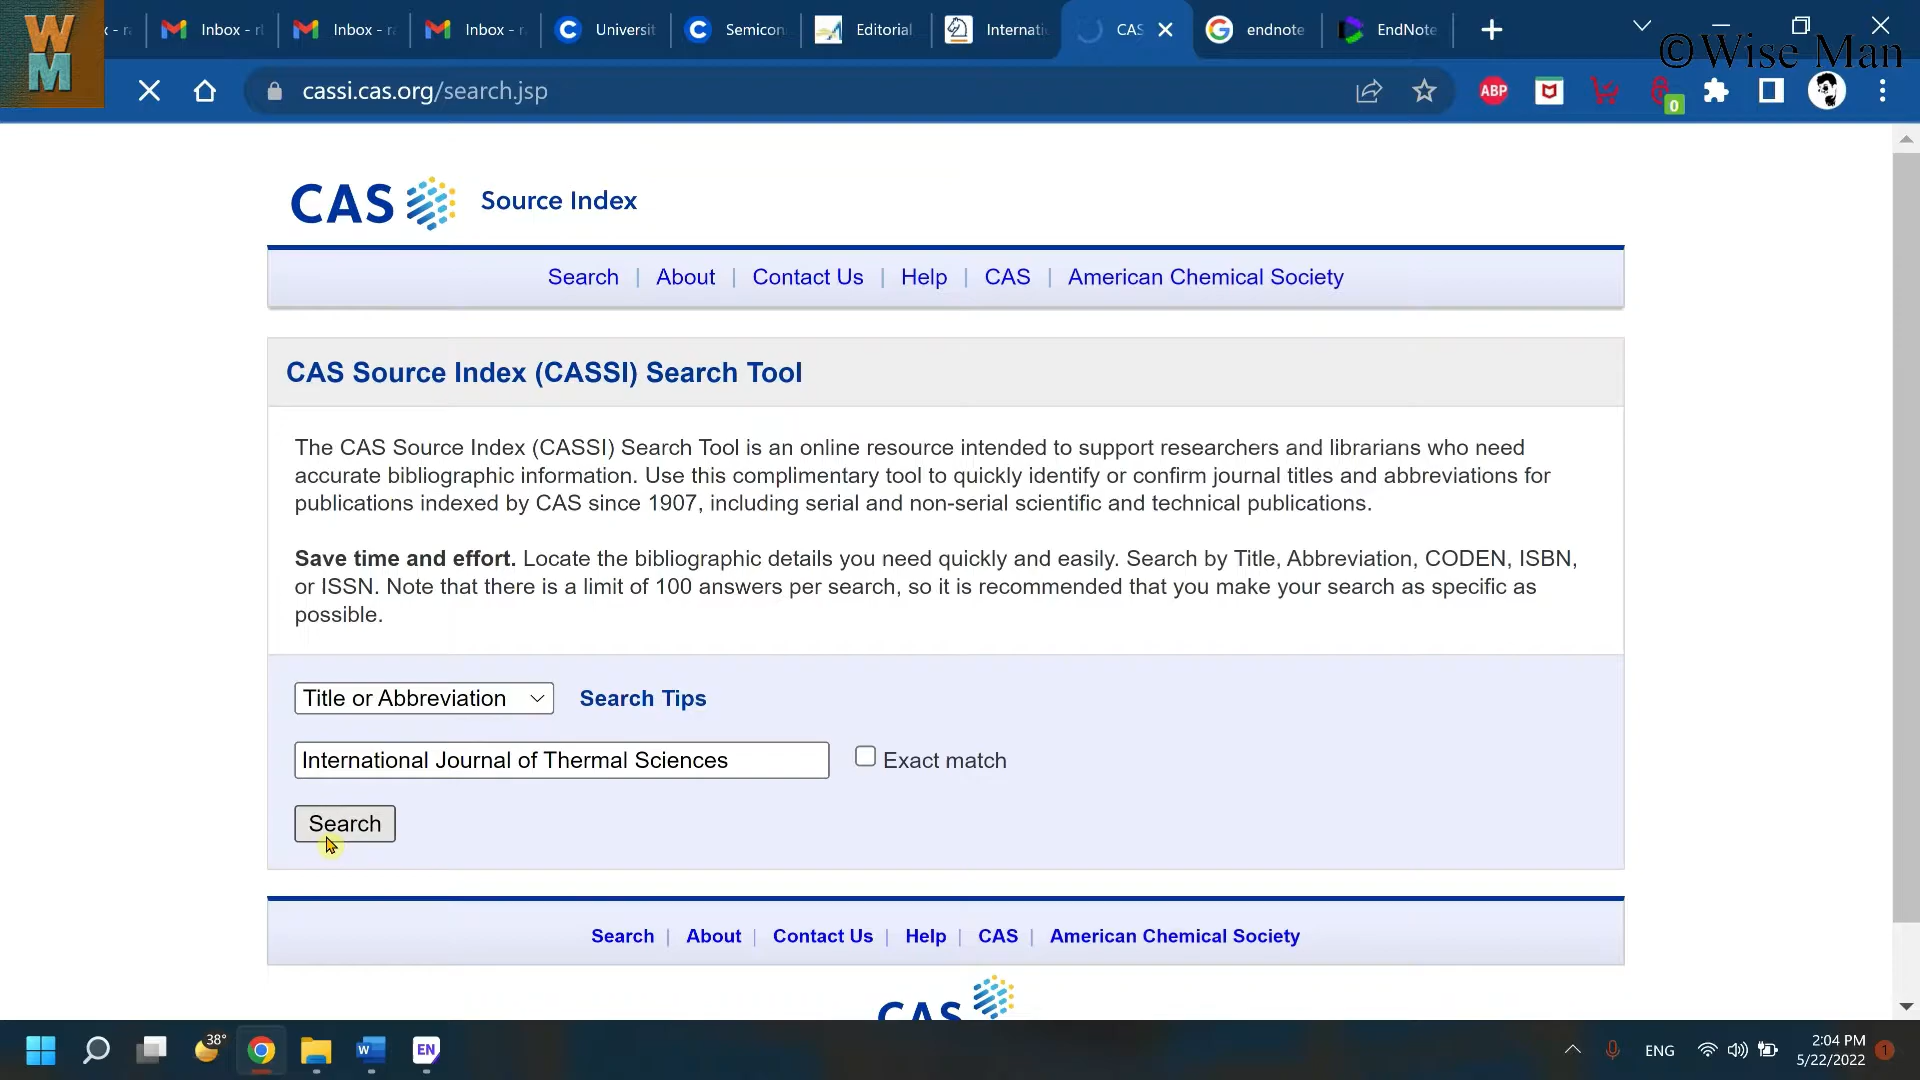 WM
Inbox - r
Inbox - ra
Inbox - r
Universit
Semicon
Editorial
Internati
CAS
endnote
EndNote
©Wise Man
cassi.cas.org/search.jsp
ABP
0
CAS Source Index
Search | About | Contact Us | Help | CAS | American Chemical Society
CAS Source Index (CASSI) Search Tool
The CAS Source Index (CASSI) Search Tool is an online resource intended to support researchers and librarians who need
accurate bibliographic information. Use this complimentary tool to quickly identify or confirm journal titles and abbreviations for
publications indexed by CAS since 1907, including serial and non-serial scientific and technical publications.
Save time and effort. Locate the bibliographic details you need quickly and easily. Search by Title, Abbreviation, CODEN, ISBN,
or ISSN. Note that there is a limit of 100 answers per search, so it is recommended that you make your search as specific as
possible.
Title or Abbreviation
Search Tips
International Journal of Thermal Sciences
Exact match
Search
Search | About | Contact Us | Help | CAS | American Chemical Society
CAS
38°
W
EN
ENG
2:04 PM
5/22/2022
1